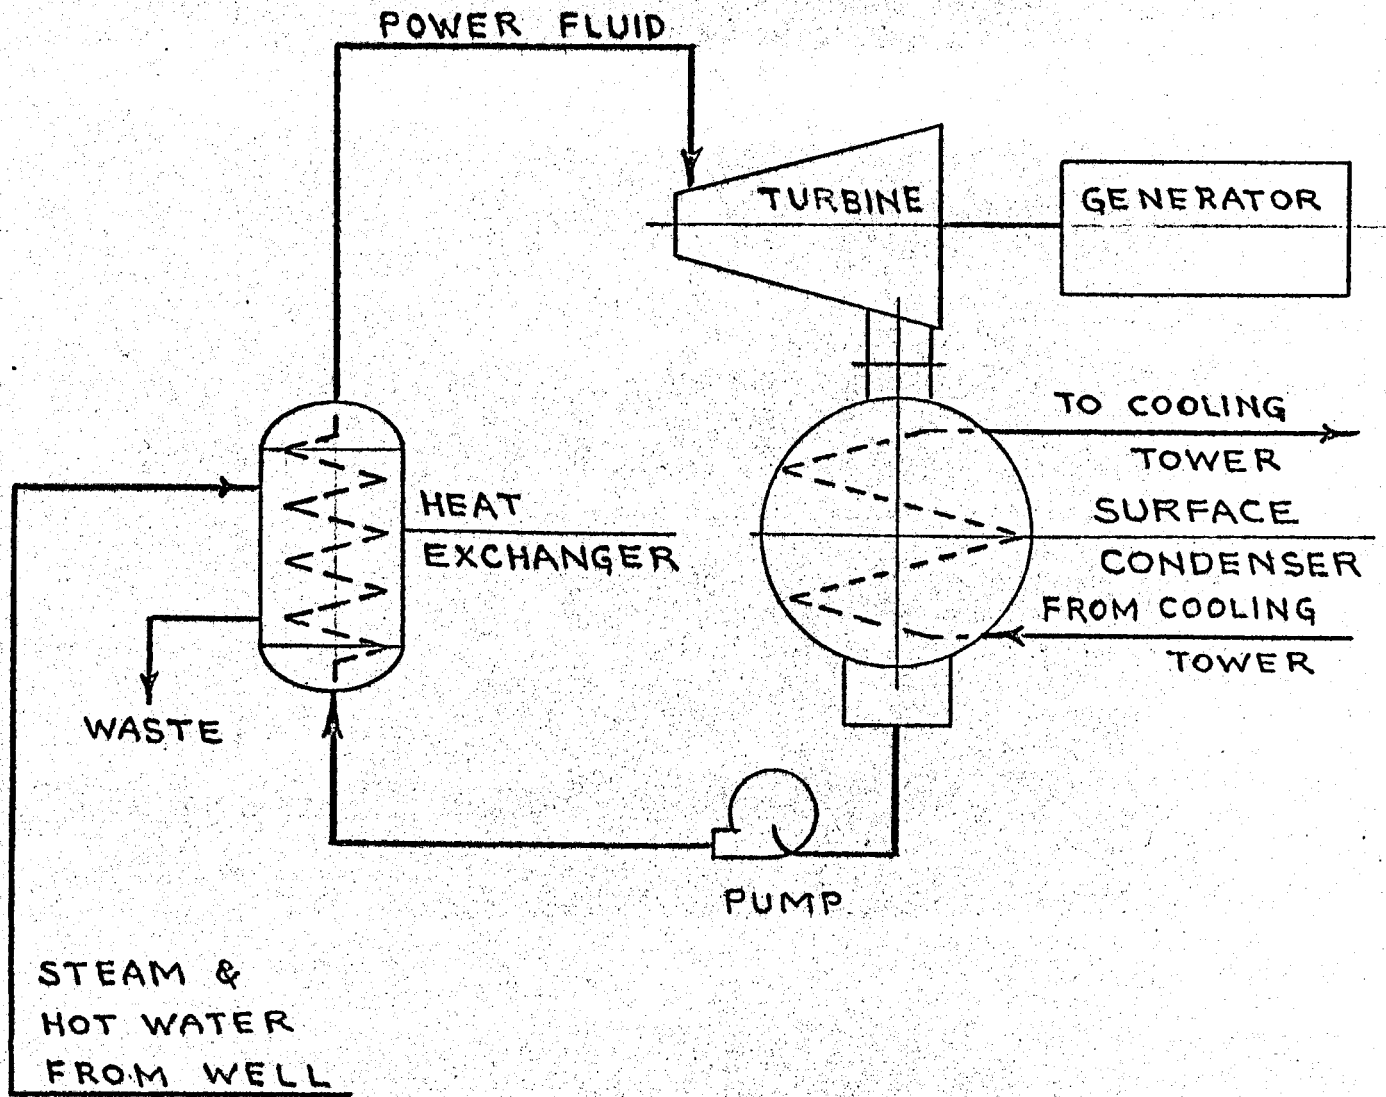 POWER FLUID
TURBINE
GENERATOR
TO COOLING
TOWER
HEAT
EXCHANGER
SURFACE
CONDENSER
FROM COOLING
TOWER
WASTE
PUMP
STEAM &
HOT WATER
FROM WELL